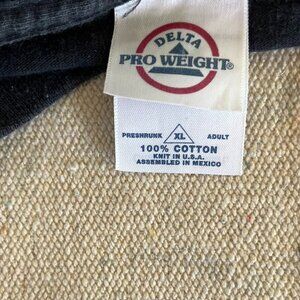 DELTA
PRO WEIGHT®
PRESHRUNK XL ADULT
100% COTTON
KNIT IN U.S.A.
ASSEMBLED IN MEXICO